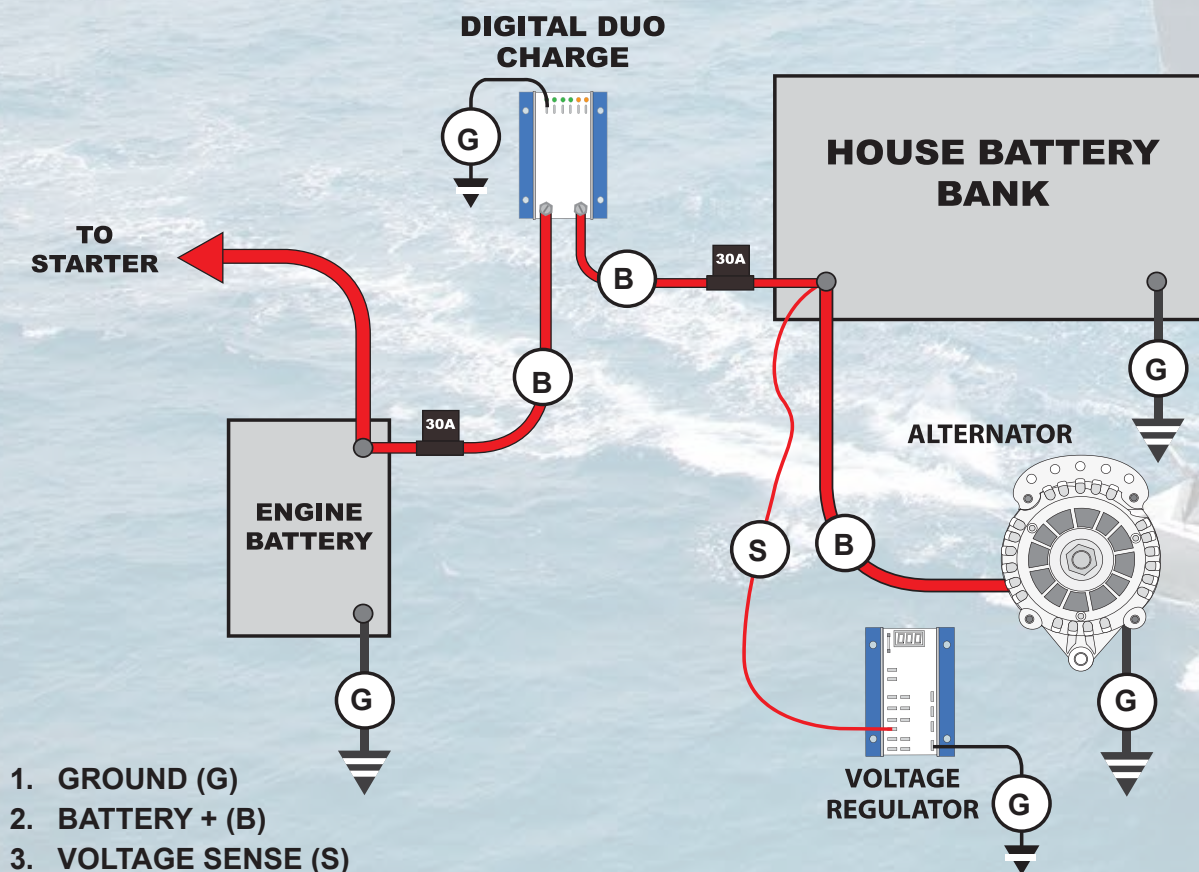 DIGITAL DUO
CHARGE
G
HOUSE BATTERY
BANK
TO
STARTER
B
30A
B
G
30A
ALTERNATOR
ENGINE
BATTERY
S
B
G
G
VOLTAGE
REGULATOR
G
1. GROUND (G)
2. BATTERY + (B)
3. VOLTAGE SENSE (S)